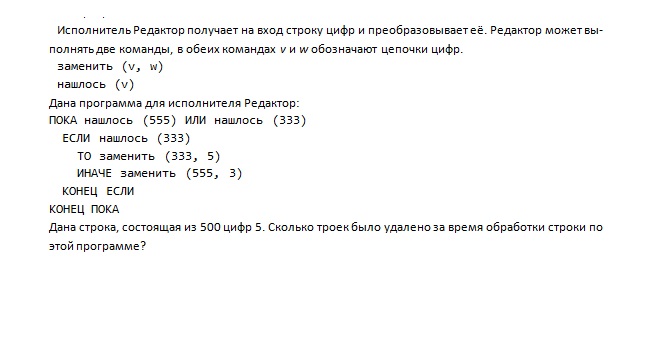 Исполнитель Редактор получает на вход строку цифр и преобразовывает её. Редактор может вы-
полнять две команды, в обеих командах v и w обозначают цепочки цифр.
заменить (v, w)
нашлось (v)
Дана программа для исполнителя Редактор:
ПОКА нашлось (555) ИЛИ нашлось (333)
ЕСЛИ нашлось (333)
ТО заменить (333, 5)
ИНАЧЕ заменить (555, 3)
КОНЕЦ ЕСЛИ
КОНЕЦ ПОКА
Дана строка, состоящая из 500 цифр 5. Сколько троек было удалено за время обработки строки по
этой программе?